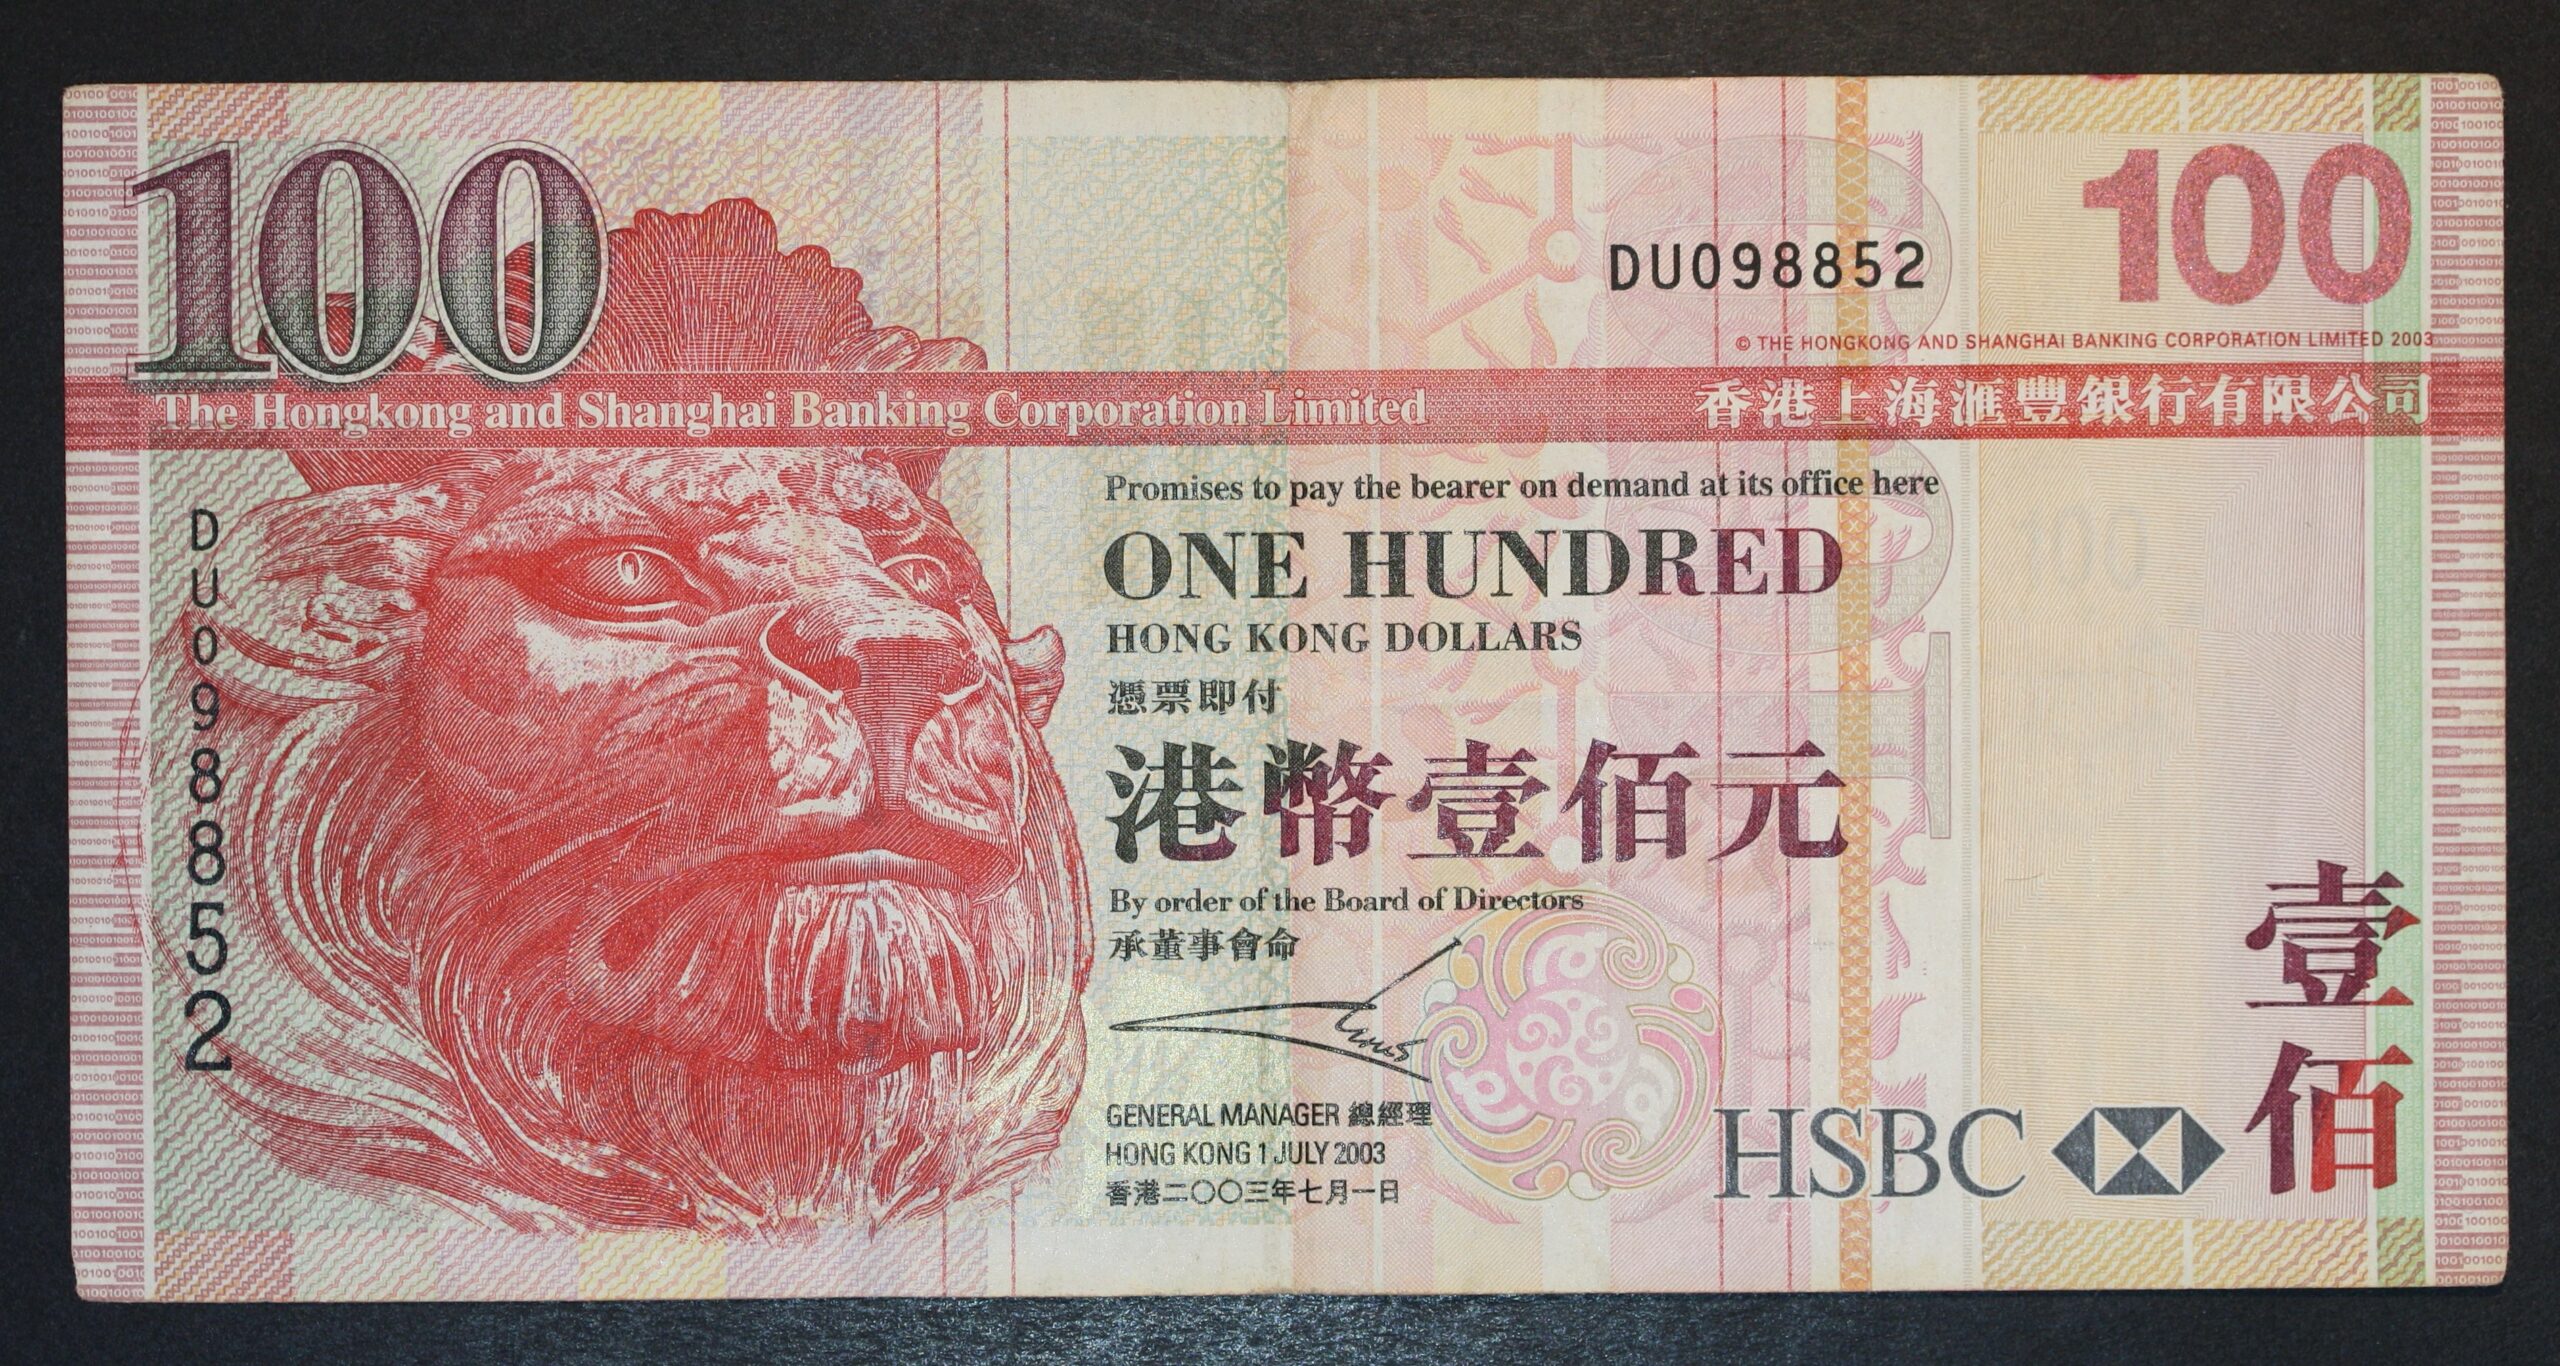 100
100
DU098852
© THE HONGKONG AND SHANGHAI BANKING CORPORATION LIMITED 2003
The Hongkong and Shanghai Banking Corporation Limited 香港上海滙豐銀行有限公司
Promises to pay the bearer on demand at its office here
ONE HUNDRED
HONG KONG DOLLARS
憑票即付
港幣壹佰元
By order of the Board of Directors
承董事會命
GENERAL MANAGER 總經理
HONG KONG 1 JULY 2003
香港二〇〇三年七月一日
DU098852
HSBC
壹佰